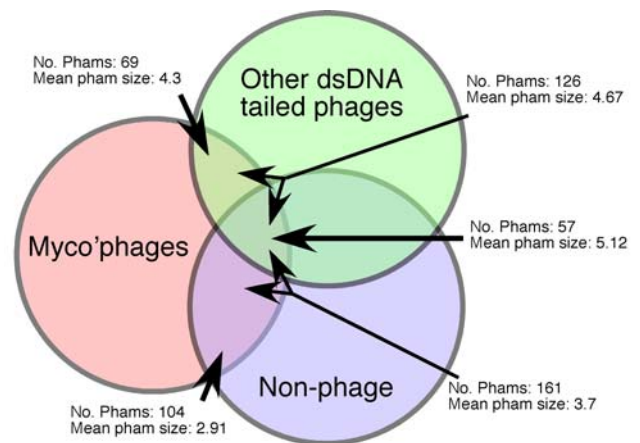 No. Phams: 69
Mean pham size: 4.3
Other dsDNA
tailed phages
No. Phams: 126
Mean pham size: 4.67
Myco'phages
No. Phams: 57
Mean pham size: 5.12
Non-phage
No. Phams: 161
Mean pham size: 3.7
No. Phams: 104
Mean pham size: 2.91